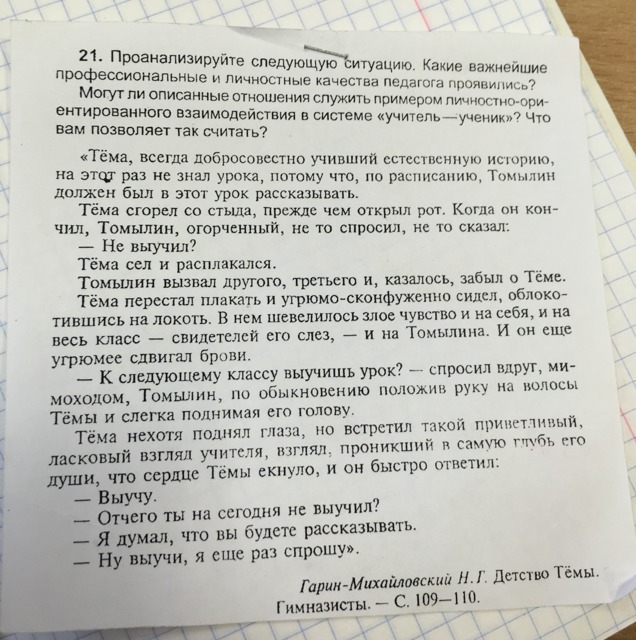 21. Проанализируйте следующую ситуацию. Какие важнейшие
профессиональные и личностные качества педагога проявились?
Могут ли описанные отношения служить примером личностно-ори-
ентированного взаимодействия в системе «учитель—ученик»? Что
вам позволяет так считать?
«Тёма, всегда добросовестно учивший естественную историю,
на этот раз не знал урока, потому что, по расписанию, Томылин
должен был в этот урок рассказывать.
Тёма сгорел со стыда, прежде чем открыл рот. Когда он кон-
чил, Томылин, огорченный, не то спросил, не то сказал:
— Не выучил?
Тёма сел и расплакался.
Томылин вызвал другого, третьего и, казалось, забыл о Тёме.
Тёма перестал плакать и угрюмо-сконфуженно сидел, облоко-
тившись на локоть. В нем шевелилось злое чувство и на себя, и на
весь класс — свидетелей его слез, — и на Томылина. И он еще
угрюмее сдвигал брови.
— К следующему классу выучишь урок? — спросил вдруг, ми-
моходом, Томылин, по обыкновению положив руку на волосы
Тёмы и слегка поднимая его голову.
Тёма нехотя поднял глаза, но встретил такой приветливый,
ласковый взгляд учителя, взгляд, проникший в самую глубь его
души, что сердце Тёмы екнуло, и он быстро ответил:
— Выучу.
— Отчего ты на сегодня не выучил?
— Я думал, что вы будете рассказывать.
— Ну выучи, я еще раз спрошу».
Гарин-Михайловский Н.Г. Детство Тёмы.
Гимназисты. — С. 109—110.